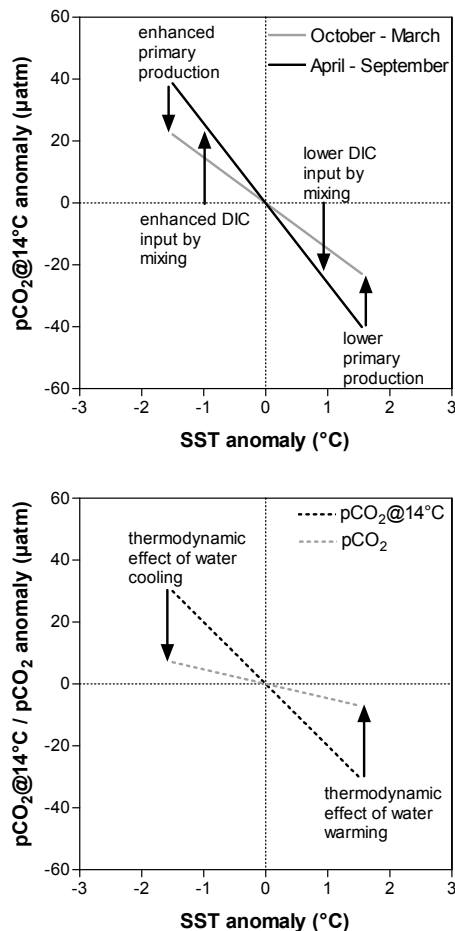 enhanced
primary
production
October - March
April - September
lower DIC
input by
mixing
enhanced DIC
input by
mixing
lower
primary
production
60
40
20
0
-20
-40
-60
-3
-2
-1
0
1
2
3
pCO₂@14°C anomaly (µatm)
SST anomaly (°C)
pCO₂@14°C
pCO₂
thermodynamic
effect of water
cooling
thermodynamic
effect of water
warming
60
40
20
0
-20
-40
-60
-3
-2
-1
0
1
2
3
pCO₂@14°C / pCO₂ anomaly (µatm)
SST anomaly (°C)